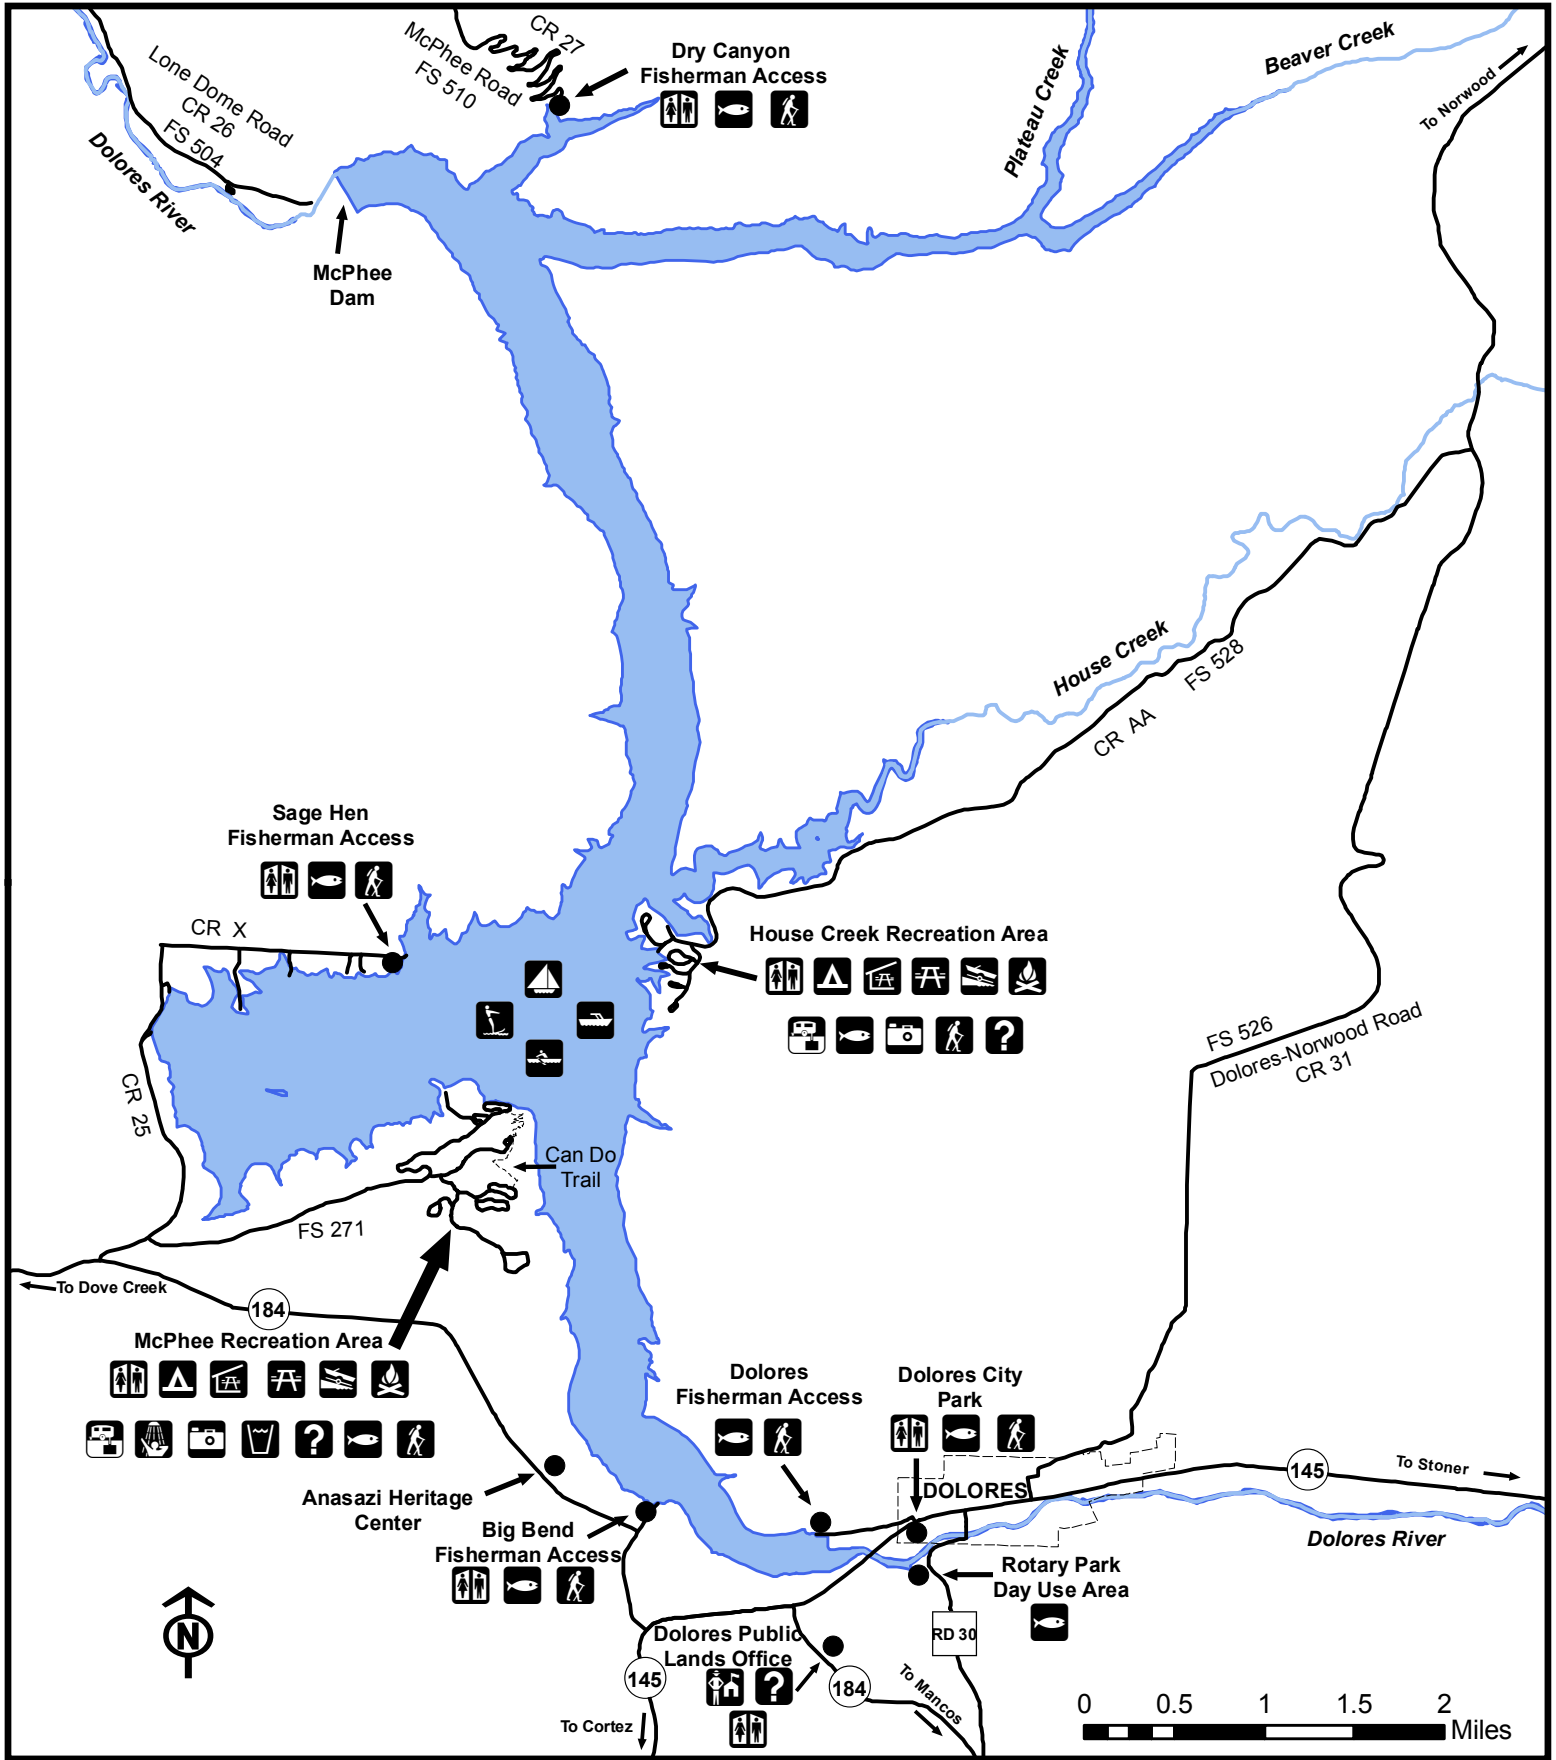 CR 27
McPhee Road
FS 510
Dry Canyon
Fisherman Access
Plateau Creek
Beaver Creek
To Norwood
Lone Dome Road
CR 26
FS 504
Dolores River
McPhee
Dam
House Creek
FS 528
CR AA
Sage Hen
Fisherman Access
CR X
House Creek Recreation Area
?
FS 526
Dolores-Norwood Road
CR 31
CR 25
Can Do
Trail
FS 271
To Dove Creek
184
McPhee Recreation Area
?
Dolores
Fisherman Access
Dolores City
Park
DOLORES
145
To Stoner
Anasazi Heritage
Center
Big Bend
Fisherman Access
Dolores River
Rotary Park
Day Use Area
N
RD 30
Dolores Public
Lands Office
?
145
184
To Mancos
To Cortez
0 0.5 1 1.5 2
Miles